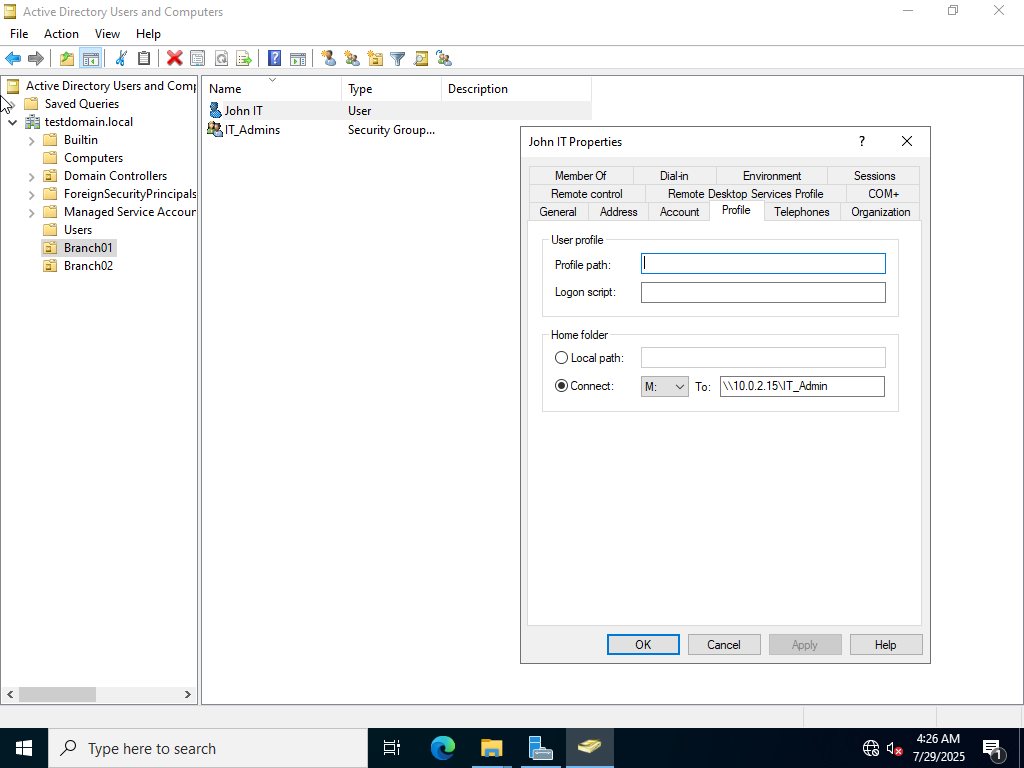 Active Directory Users and Computers
File Action View Help
Active Directory Users and Comp
Saved Queries
testdomain.local
Builtin
Computers
Domain Controllers
ForeignSecurityPrincipals
Managed Service Accour
Users
Branch01
Branch02
Name Type Description
John IT User
IT_Admins Security Group...
John IT Properties
Member Of Dial-in Environment Sessions
Remote control Remote Desktop Services Profile COM+
General Address Account Profile Telephones Organization
User profile
Profile path:
Logon script:
Home folder
Local path:
Connect: M: To: \\10.0.2.15\IT_Admin
OK Cancel Apply Help
Type here to search
4:26 AM
7/29/2025
1